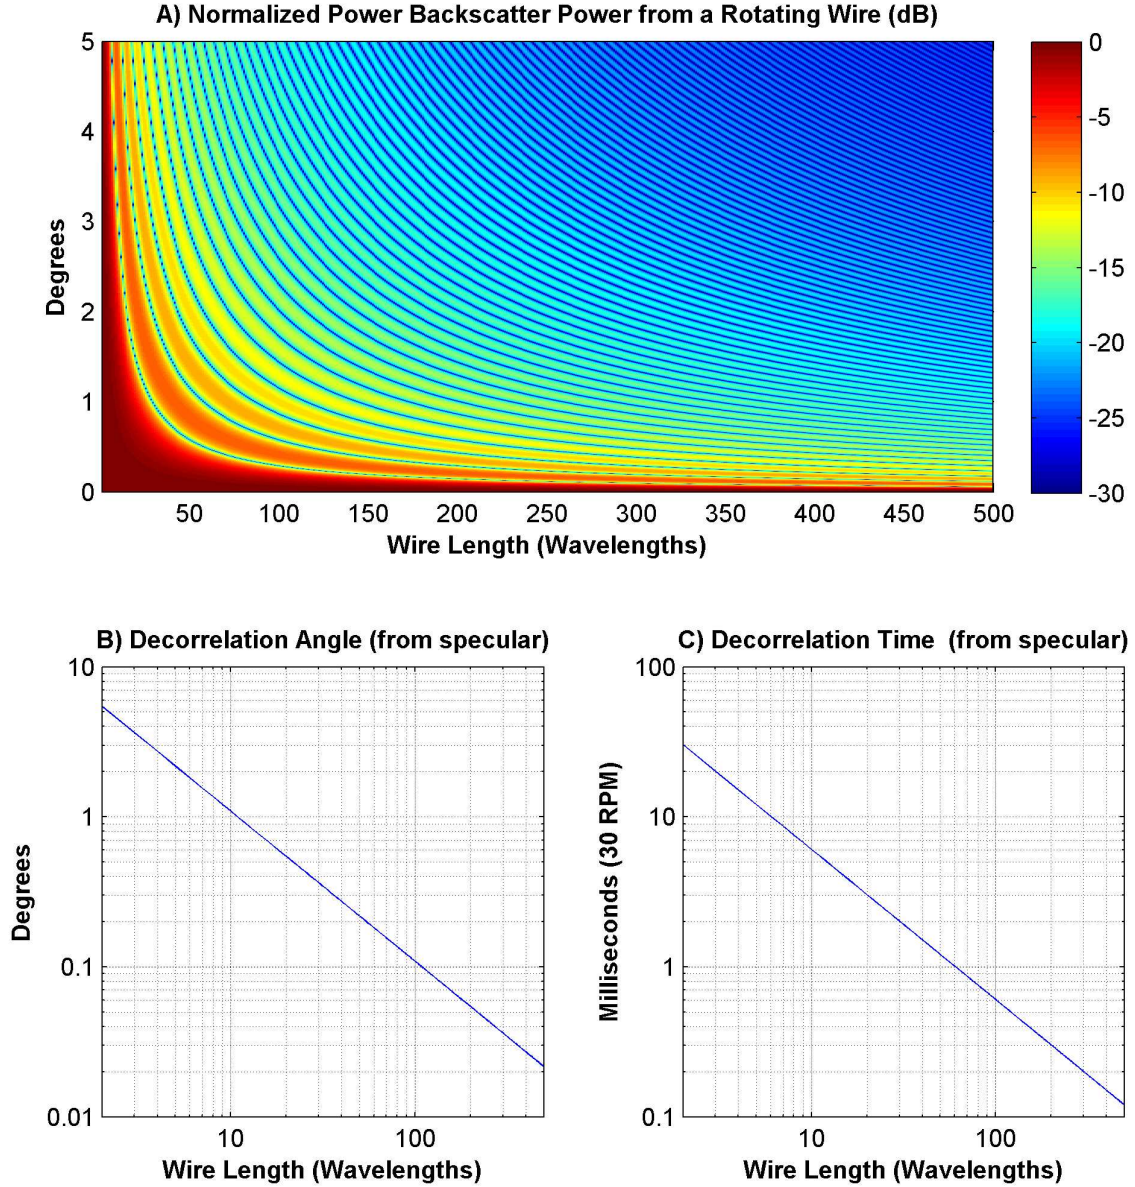 A) Normalized Power Backscatter Power from a Rotating Wire (dB)
5
4
3
2
1
0
Degrees
50 100 150 200 250 300 350 400 450 500
Wire Length (Wavelengths)
0
-5
-10
-15
-20
-25
-30
B) Decorrelation Angle (from specular)
10
1
0.1
0.01
Degrees
10 100
Wire Length (Wavelengths)
C) Decorrelation Time (from specular)
100
10
1
0.1
Milliseconds (30 RPM)
10 100
Wire Length (Wavelengths)